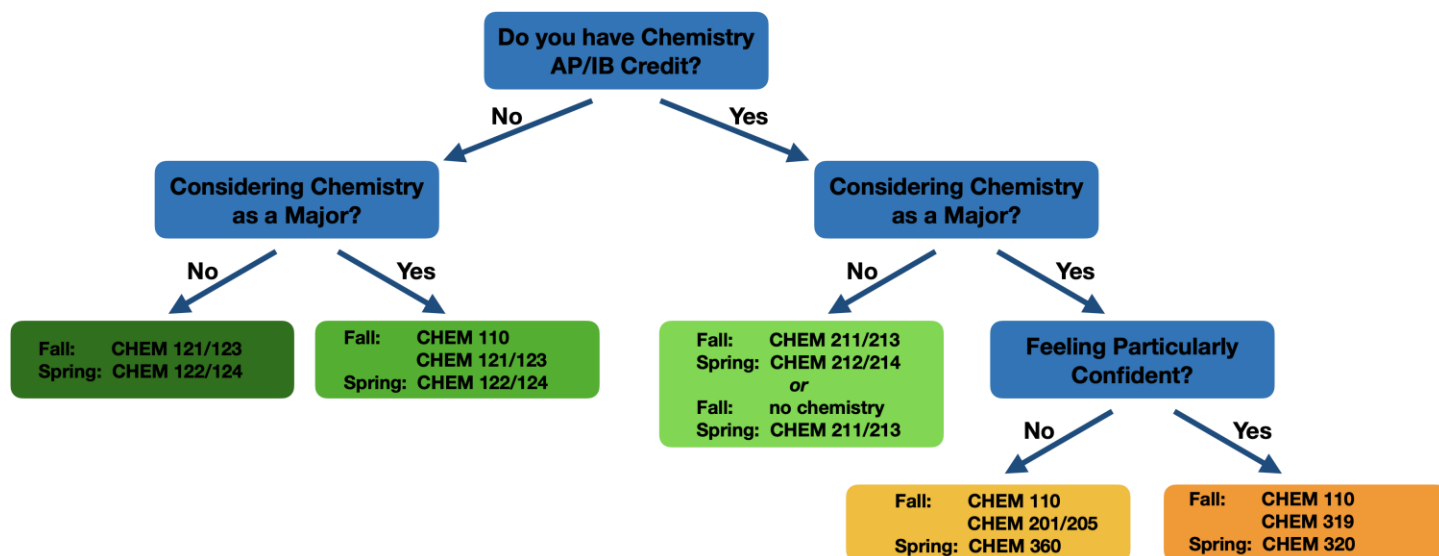 Do you have Chemistry
AP/IB Credit?
No
Yes
Considering Chemistry
as a Major?
Considering Chemistry
as a Major?
No
Yes
No
Yes
Fall: CHEM 121/123
Spring: CHEM 122/124
Fall: CHEM 110
CHEM 121/123
Spring: CHEM 122/124
Fall: CHEM 211/213
Spring: CHEM 212/214
or
Fall: no chemistry
Spring: CHEM 211/213
Feeling Particularly
Confident?
No
Yes
Fall: CHEM 110
CHEM 201/205
Spring: CHEM 360
Fall: CHEM 110
CHEM 319
Spring: CHEM 320